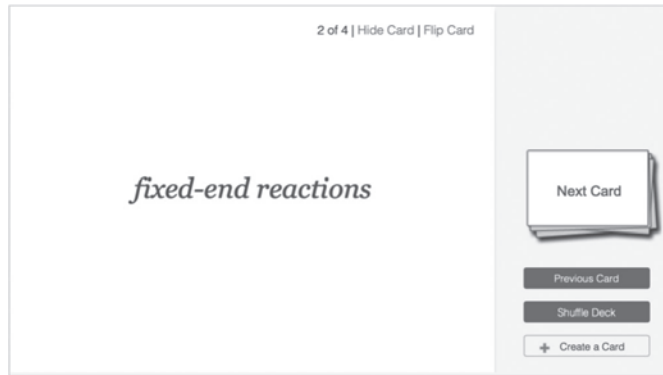 2 of 4 | Hide Card | Flip Card
fixed-end reactions
Next Card
Previous Card
Shuffle Deck
+ Create a Card